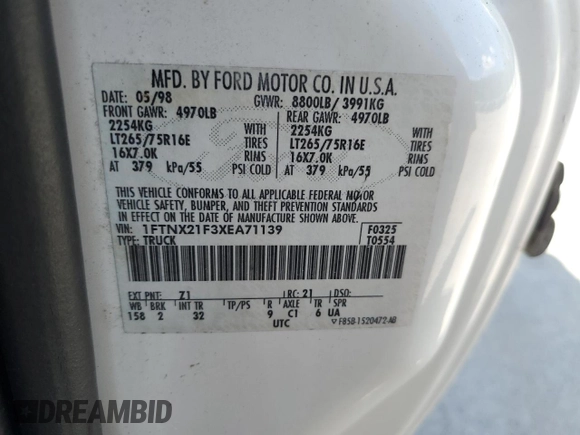 MFD. BY FORD MOTOR CO. IN U.S.A.
DATE: 05/98 GVWR: 8800LB/ 3991KG
FRONT GAWR: 4970LB REAR GAWR: 4970LB
2254KG WITH 2254KG WITH
LT265/75R16E TIRES LT265/75R16E TIRES
16X7.0K RIMS 16X7.0K RIMS
AT 379 kPa/55 PSI COLD AT 379 kPa/55 PSI COLD
THIS VEHICLE CONFORMS TO ALL APPLICABLE FEDERAL MOTOR
VEHICLE SAFETY, BUMPER, AND THEFT PREVENTION STANDARDS
IN EFFECT ON THE DATE OF MANUFACTURE SHOWN ABOVE.
VIN: 1FTNX21F3XEA71139 F0325
TYPE: TRUCK T0554
EXT PNT: Z1 RC: 21 DSO:
WB BRK INT TR TP/PS R AXLE TR SPR
158 2 32 9 C1 6 UA
UTC F85B-1520472-AB
DREAMBID